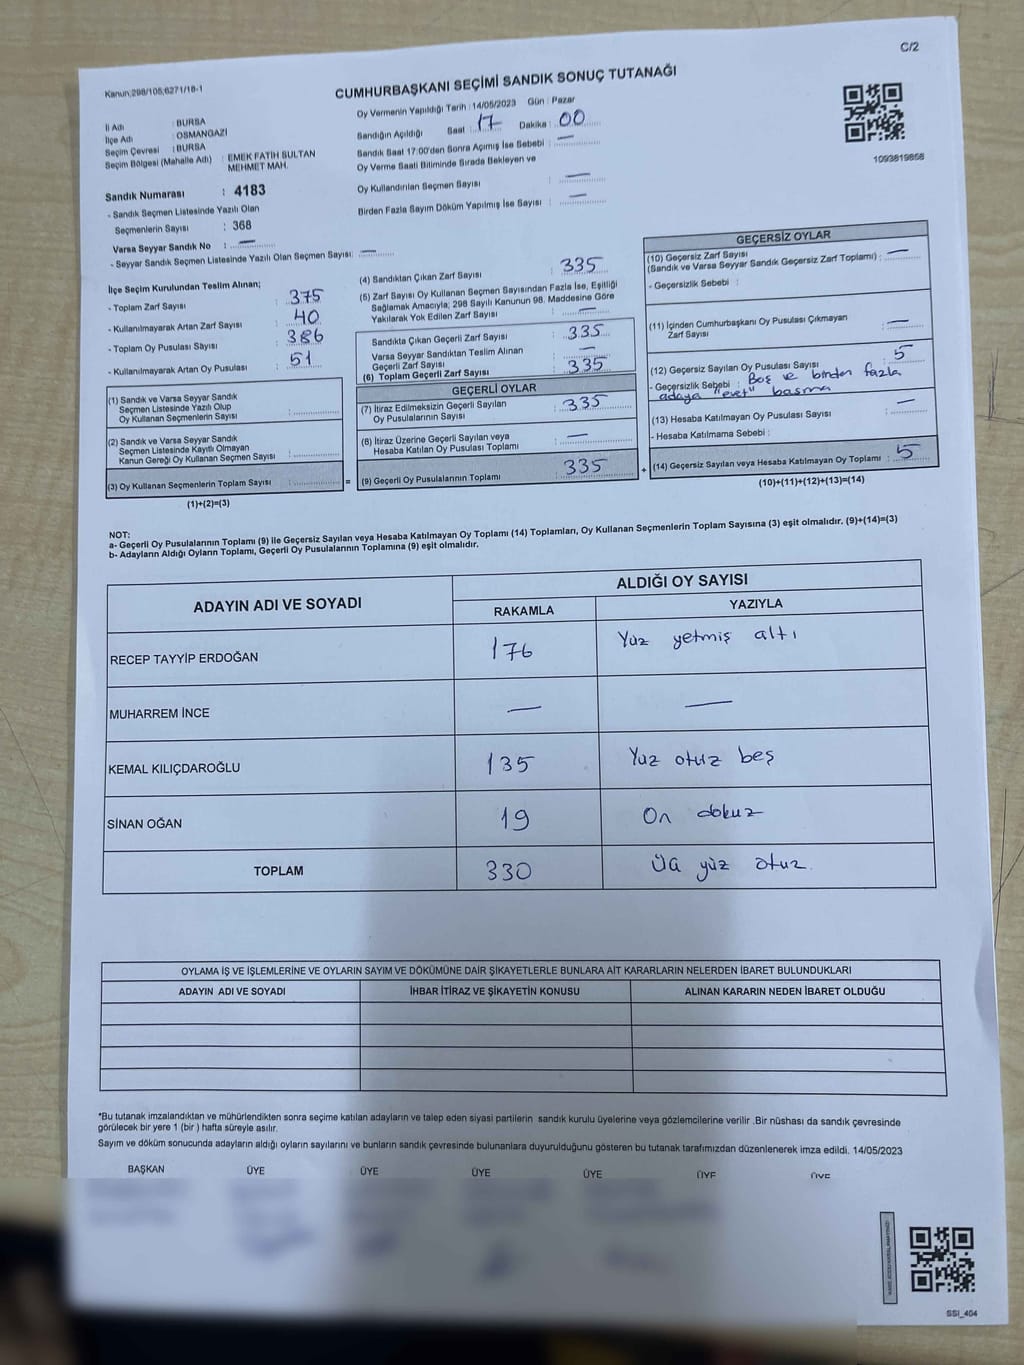 C/2
Kanun;298/105;6271/18-1
CUMHURBAŞKANI SEÇİMİ SANDIK SONUÇ TUTANAĞI
Oy Vermenin Yapıldığı Tarih : 14/05/2023 Gün : Pazar
Sandığın Açıldığı Saat : 17 Dakika : 00
Sandık Saat 17:00'den Sonra Açılmış İse Sebebi : —
Oy Verme Saati Bitiminde Sırada Bekleyen ve
Oy Kullandırılan Seçmen Sayısı : —
Birden Fazla Sayım Döküm Yapılmış İse Sayısı : —
1093819808
İli Adı : BURSA
İlçe Adı : OSMANGAZİ
Seçim Çevresi : BURSA
Seçim Bölgesi (Mahalle Adı) : EMEK FATİH SULTAN
MEHMET MAH.
Sandık Numarası : 4183
- Sandık Seçmen Listesinde Yazılı Olan
Seçmenlerin Sayısı : 368
Varsa Seyyar Sandık No : —
- Seyyar Sandık Seçmen Listesinde Yazılı Olan Seçmen Sayısı: —
İlçe Seçim Kurulundan Teslim Alınan;
- Toplam Zarf Sayısı : 375
- Kullanılmayarak Artan Zarf Sayısı : 40
- Toplam Oy Pusulası Sayısı : 386
- Kullanılmayarak Artan Oy Pusulası : 51
(1) Sandık ve Varsa Seyyar Sandık
Seçmen Listesinde Yazılı Olup
Oy Kullanan Seçmenlerin Sayısı :
(2) Sandık ve Varsa Seyyar Sandık
Seçmen Listesinde Kayıtlı Olmayan
Kanun Gereği Oy Kullanan Seçmen Sayısı :
(3) Oy Kullanan Seçmenlerin Toplam Sayısı :
(1)+(2)=(3)
=
(4) Sandıktan Çıkan Zarf Sayısı : 335
(5) Zarf Sayısı Oy Kullanan Seçmen Sayısından Fazla İse, Eşitliği
Sağlamak Amacıyla; 298 Sayılı Kanunun 98. Maddesine Göre
Yakılarak Yok Edilen Zarf Sayısı : —
Sandıkta Çıkan Geçerli Zarf Sayısı : 335
Varsa Seyyar Sandıktan Teslim Alınan
Geçerli Zarf Sayısı : —
(6) Toplam Geçerli Zarf Sayısı : 335
GEÇERLİ OYLAR
(7) İtiraz Edilmeksizin Geçerli Sayılan
Oy Pusulalarının Sayısı : 335
(8) İtiraz Üzerine Geçerli Sayılan veya
Hesaba Katılan Oy Pusulası Toplamı : —
(9) Geçerli Oy Pusulalarının Toplamı : 335
+
GEÇERSİZ OYLAR
(10) Geçersiz Zarf Sayısı
(Sandık ve Varsa Seyyar Sandık Geçersiz Zarf Toplamı) : —
- Geçersizlik Sebebi :
(11) İçinden Cumhurbaşkanı Oy Pusulası Çıkmayan
Zarf Sayısı : —
(12) Geçersiz Sayılan Oy Pusulası Sayısı : 5
- Geçersizlik Sebebi : Boş ve birden fazla
adaya "evet" basma
(13) Hesaba Katılmayan Oy Pusulası Sayısı : —
- Hesaba Katılmama Sebebi :
(14) Geçersiz Sayılan veya Hesaba Katılmayan Oy Toplamı : 5
(10)+(11)+(12)+(13)=(14)
NOT:
a- Geçerli Oy Pusulalarının Toplamı (9) ile Geçersiz Sayılan veya Hesaba Katılmayan Oy Toplamı (14) Toplamları, Oy Kullanan Seçmenlerin Toplam Sayısına (3) eşit olmalıdır. (9)+(14)=(3)
b- Adayların Aldığı Oyların Toplamı, Geçerli Oy Pusulalarının Toplamına (9) eşit olmalıdır.
ADAYIN ADI VE SOYADI ALDIĞI OY SAYISI
RAKAMLA YAZIYLA
RECEP TAYYİP ERDOĞAN 176 Yüz yetmiş altı
MUHARREM İNCE — —
KEMAL KILIÇDAROĞLU 135 Yüz otuz beş
SİNAN OĞAN 19 On dokuz
TOPLAM 330 Üç yüz otuz
OYLAMA İŞ VE İŞLEMLERİNE VE OYLARIN SAYIM VE DÖKÜMÜNE DAİR ŞİKAYETLERLE BUNLARA AİT KARARLARIN NELERDEN İBARET BULUNDUKLARI
ADAYIN ADI VE SOYADI İHBAR İTİRAZ VE ŞİKAYETİN KONUSU ALINAN KARARIN NEDEN İBARET OLDUĞU
*Bu tutanak imzalandıktan ve mühürlendikten sonra seçime katılan adayların ve talep eden siyasi partilerin sandık kurulu üyelerine veya gözlemcilerine verilir .Bir nüshası da sandık çevresinde
görülecek bir yere 1 (bir ) hafta süreyle asılır.
Sayım ve döküm sonucunda adayların aldığı oyların sayılarını ve bunların sandık çevresinde bulunanlara duyurulduğunu gösteren bu tutanak tarafımızdan düzenlenerek imza edildi. 14/05/2023
BAŞKAN ÜYE ÜYE ÜYE ÜYE ÜYE ÜYE
SSI_404